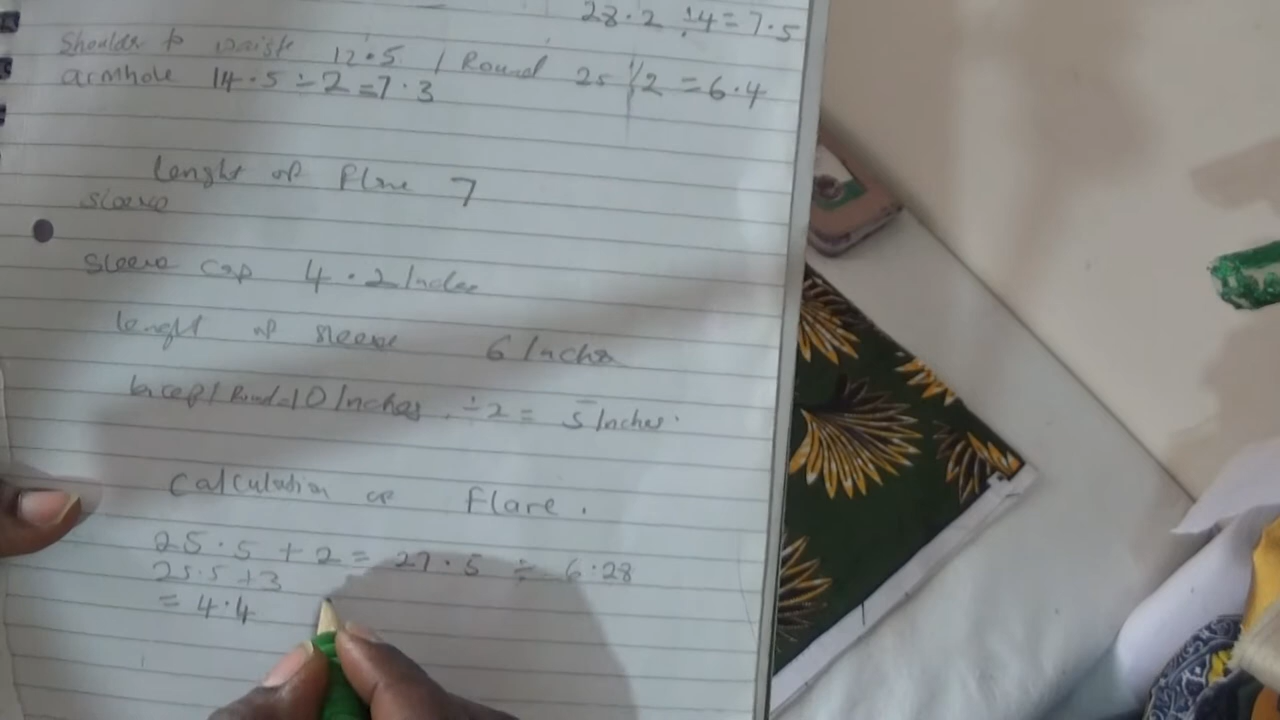 28.2 ÷4=7.5
Shoulder to waist 12.5 / Round 25 1/2 =6.4
armhole 14.5÷2=7.3
lenght of Flare 7
sleeve
Sleeve cap 4.2 Inches
lenght of sleeve 6 Inches
bicep/Round=10 Inches ÷2= 5 Inches.
Calculation of Flare.
25.5 + 2 = 27.5 ÷ 6.28
25.5 +3
= 4.4